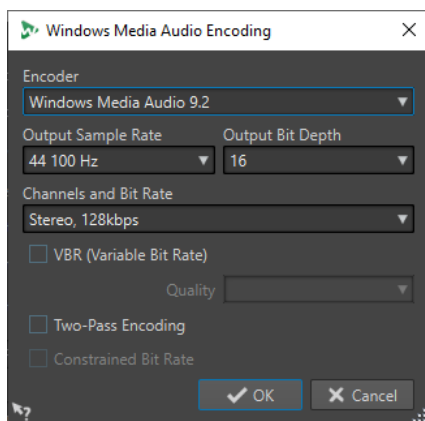 Windows Media Audio Encoding
Encoder
Windows Media Audio 9.2
Output Sample Rate Output Bit Depth
44 100 Hz 16
Channels and Bit Rate
Stereo, 128kbps
VBR (Variable Bit Rate)
Quality
Two-Pass Encoding
Constrained Bit Rate
OK Cancel